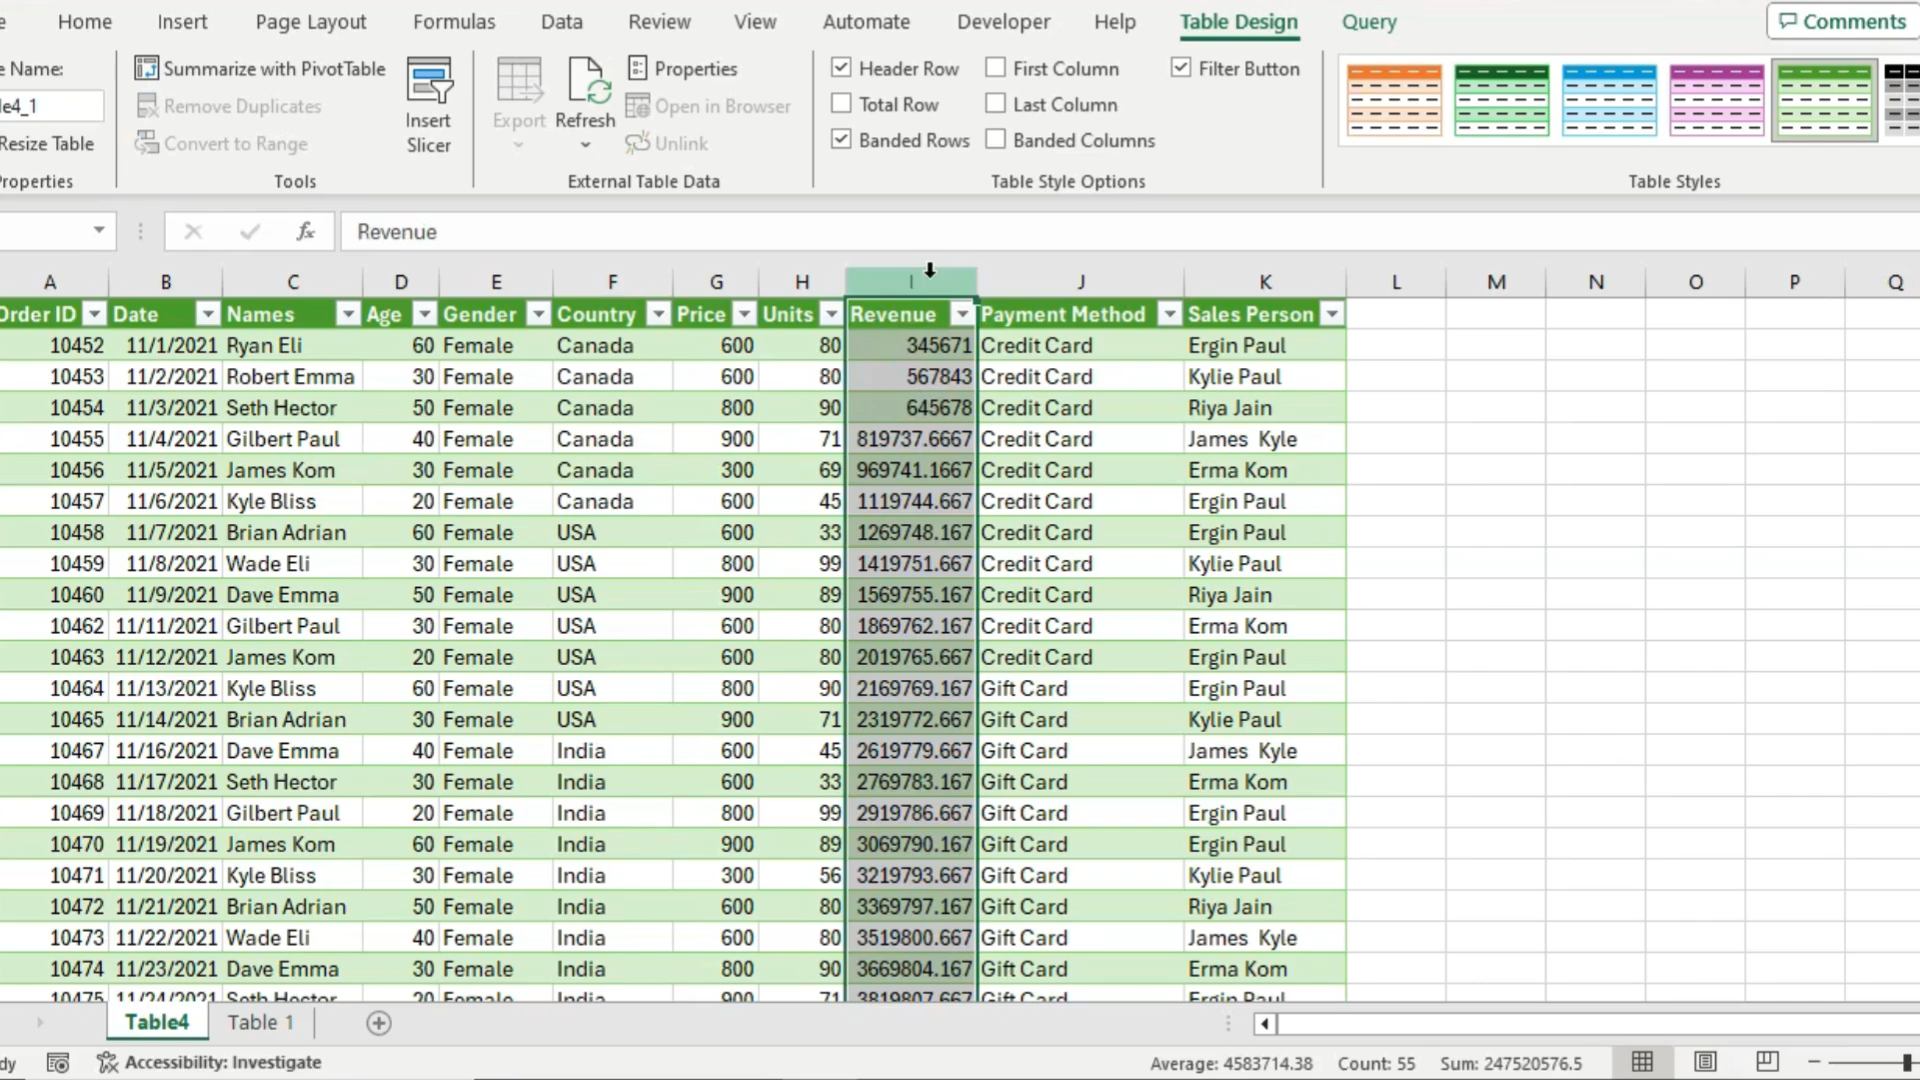 Home Insert Page Layout Formulas Data Review View Automate Developer Help Table Design Query Comments
Name:
Summarize with PivotTable
Remove Duplicates
Convert to Range
Insert
Slicer
Export
Refresh
Properties
Open in Browser
Unlink
Header Row First Column Filter Button
Total Row Last Column
Banded Rows Banded Columns
le4_1
Resize Table
roperties Tools External Table Data Table Style Options Table Styles
fx Revenue
A B C D E F G H I J K L M N O P Q
Order ID Date Names Age Gender Country Price Units Revenue Payment Method Sales Person
10452 11/1/2021 Ryan Eli 60 Female Canada 600 80 345671 Credit Card Ergin Paul
10453 11/2/2021 Robert Emma 30 Female Canada 600 80 567843 Credit Card Kylie Paul
10454 11/3/2021 Seth Hector 50 Female Canada 800 90 645678 Credit Card Riya Jain
10455 11/4/2021 Gilbert Paul 40 Female Canada 900 71 819737.6667 Credit Card James  Kyle
10456 11/5/2021 James Kom 30 Female Canada 300 69 969741.1667 Credit Card Erma Kom
10457 11/6/2021 Kyle Bliss 20 Female Canada 600 45 1119744.667 Credit Card Ergin Paul
10458 11/7/2021 Brian Adrian 60 Female USA 600 33 1269748.167 Credit Card Ergin Paul
10459 11/8/2021 Wade Eli 30 Female USA 800 99 1419751.667 Credit Card Kylie Paul
10460 11/9/2021 Dave Emma 50 Female USA 900 89 1569755.167 Credit Card Riya Jain
10462 11/11/2021 Gilbert Paul 30 Female USA 600 80 1869762.167 Credit Card Erma Kom
10463 11/12/2021 James Kom 20 Female USA 600 80 2019765.667 Credit Card Ergin Paul
10464 11/13/2021 Kyle Bliss 60 Female USA 800 90 2169769.167 Gift Card Ergin Paul
10465 11/14/2021 Brian Adrian 30 Female USA 900 71 2319772.667 Gift Card Kylie Paul
10467 11/16/2021 Dave Emma 40 Female India 600 45 2619779.667 Gift Card James  Kyle
10468 11/17/2021 Seth Hector 30 Female India 600 33 2769783.167 Gift Card Erma Kom
10469 11/18/2021 Gilbert Paul 20 Female India 800 99 2919786.667 Gift Card Ergin Paul
10470 11/19/2021 James Kom 60 Female India 900 89 3069790.167 Gift Card Ergin Paul
10471 11/20/2021 Kyle Bliss 30 Female India 300 56 3219793.667 Gift Card Kylie Paul
10472 11/21/2021 Brian Adrian 50 Female India 600 80 3369797.167 Gift Card Riya Jain
10473 11/22/2021 Wade Eli 40 Female India 600 80 3519800.667 Gift Card James  Kyle
10474 11/23/2021 Dave Emma 30 Female India 800 90 3669804.167 Gift Card Erma Kom
10475 11/24/2021 Seth Hector 20 Female India 900 71 3819807.667 Gift Card Ergin Paul
Table4 Table 1
dy Accessibility: Investigate Average: 4583714.38 Count: 55 Sum: 247520576.5